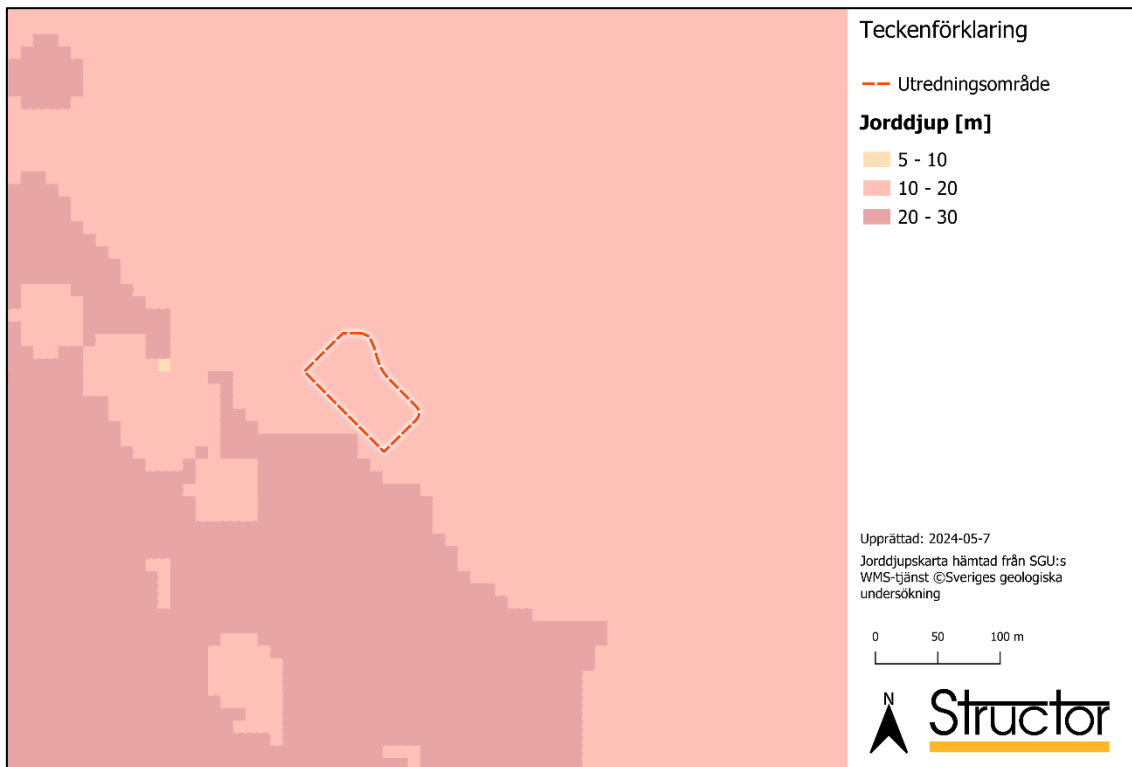 Teckenförklaring
Utredningsområde
Jorddjup [m]
5 - 10
10 - 20
20 - 30
Upprättad: 2024-05-7
Jorddjupskarta hämtad från SGU:s
WMS-tjänst ©Sveriges geologiska
undersökning
0 50 100 m
N
Structor